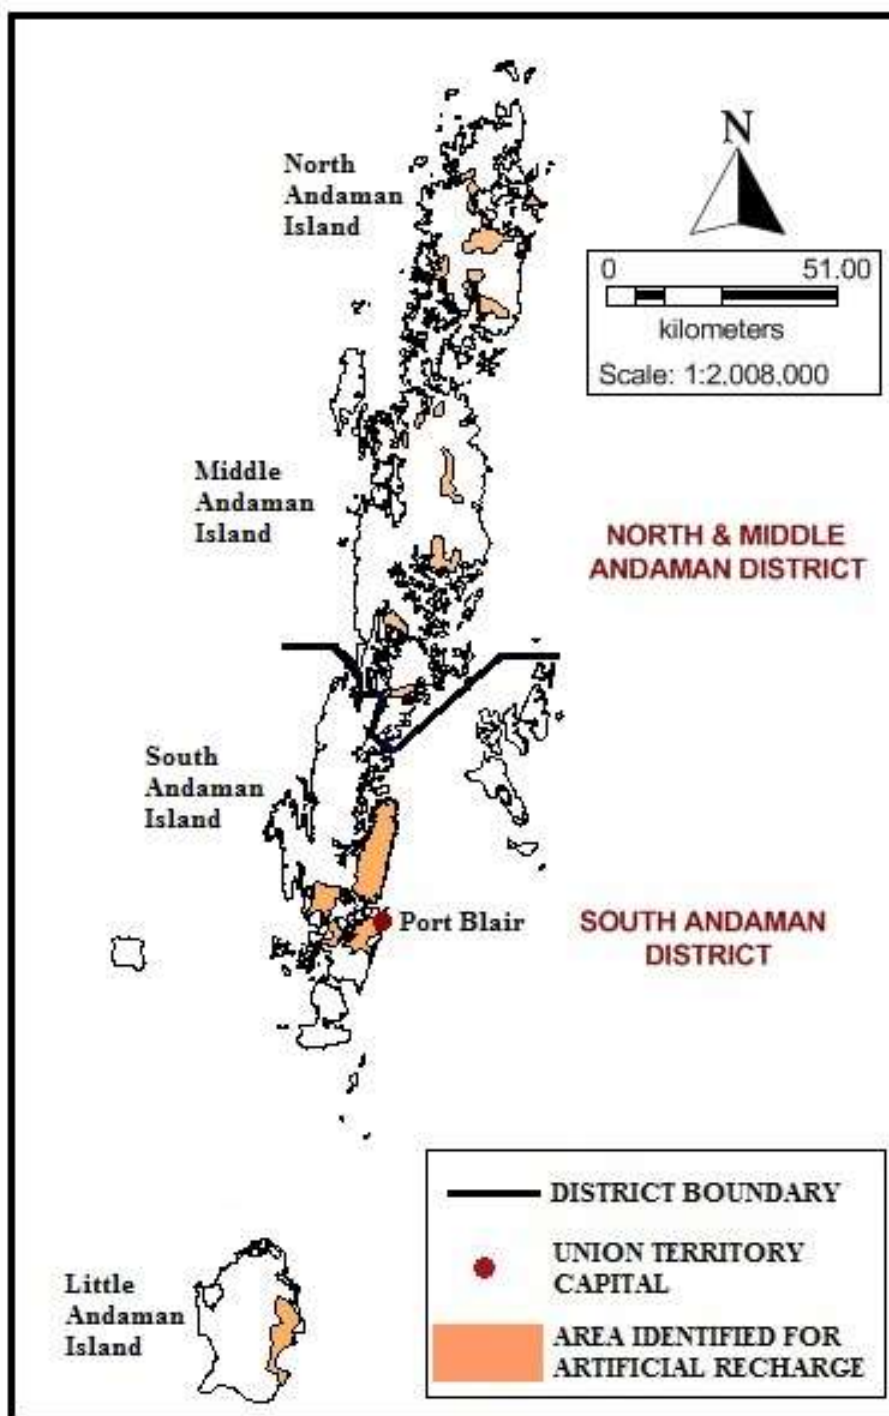 N
North
Andaman
Island
0 51.00
kilometers
Scale: 1:2,008,000
Middle
Andaman
Island
NORTH & MIDDLE
ANDAMAN DISTRICT
South
Andaman
Island
Port Blair
SOUTH ANDAMAN
DISTRICT
Little
Andaman
Island
DISTRICT BOUNDARY
UNION TERRITORY
CAPITAL
AREA IDENTIFIED FOR
ARTIFICIAL RECHARGE